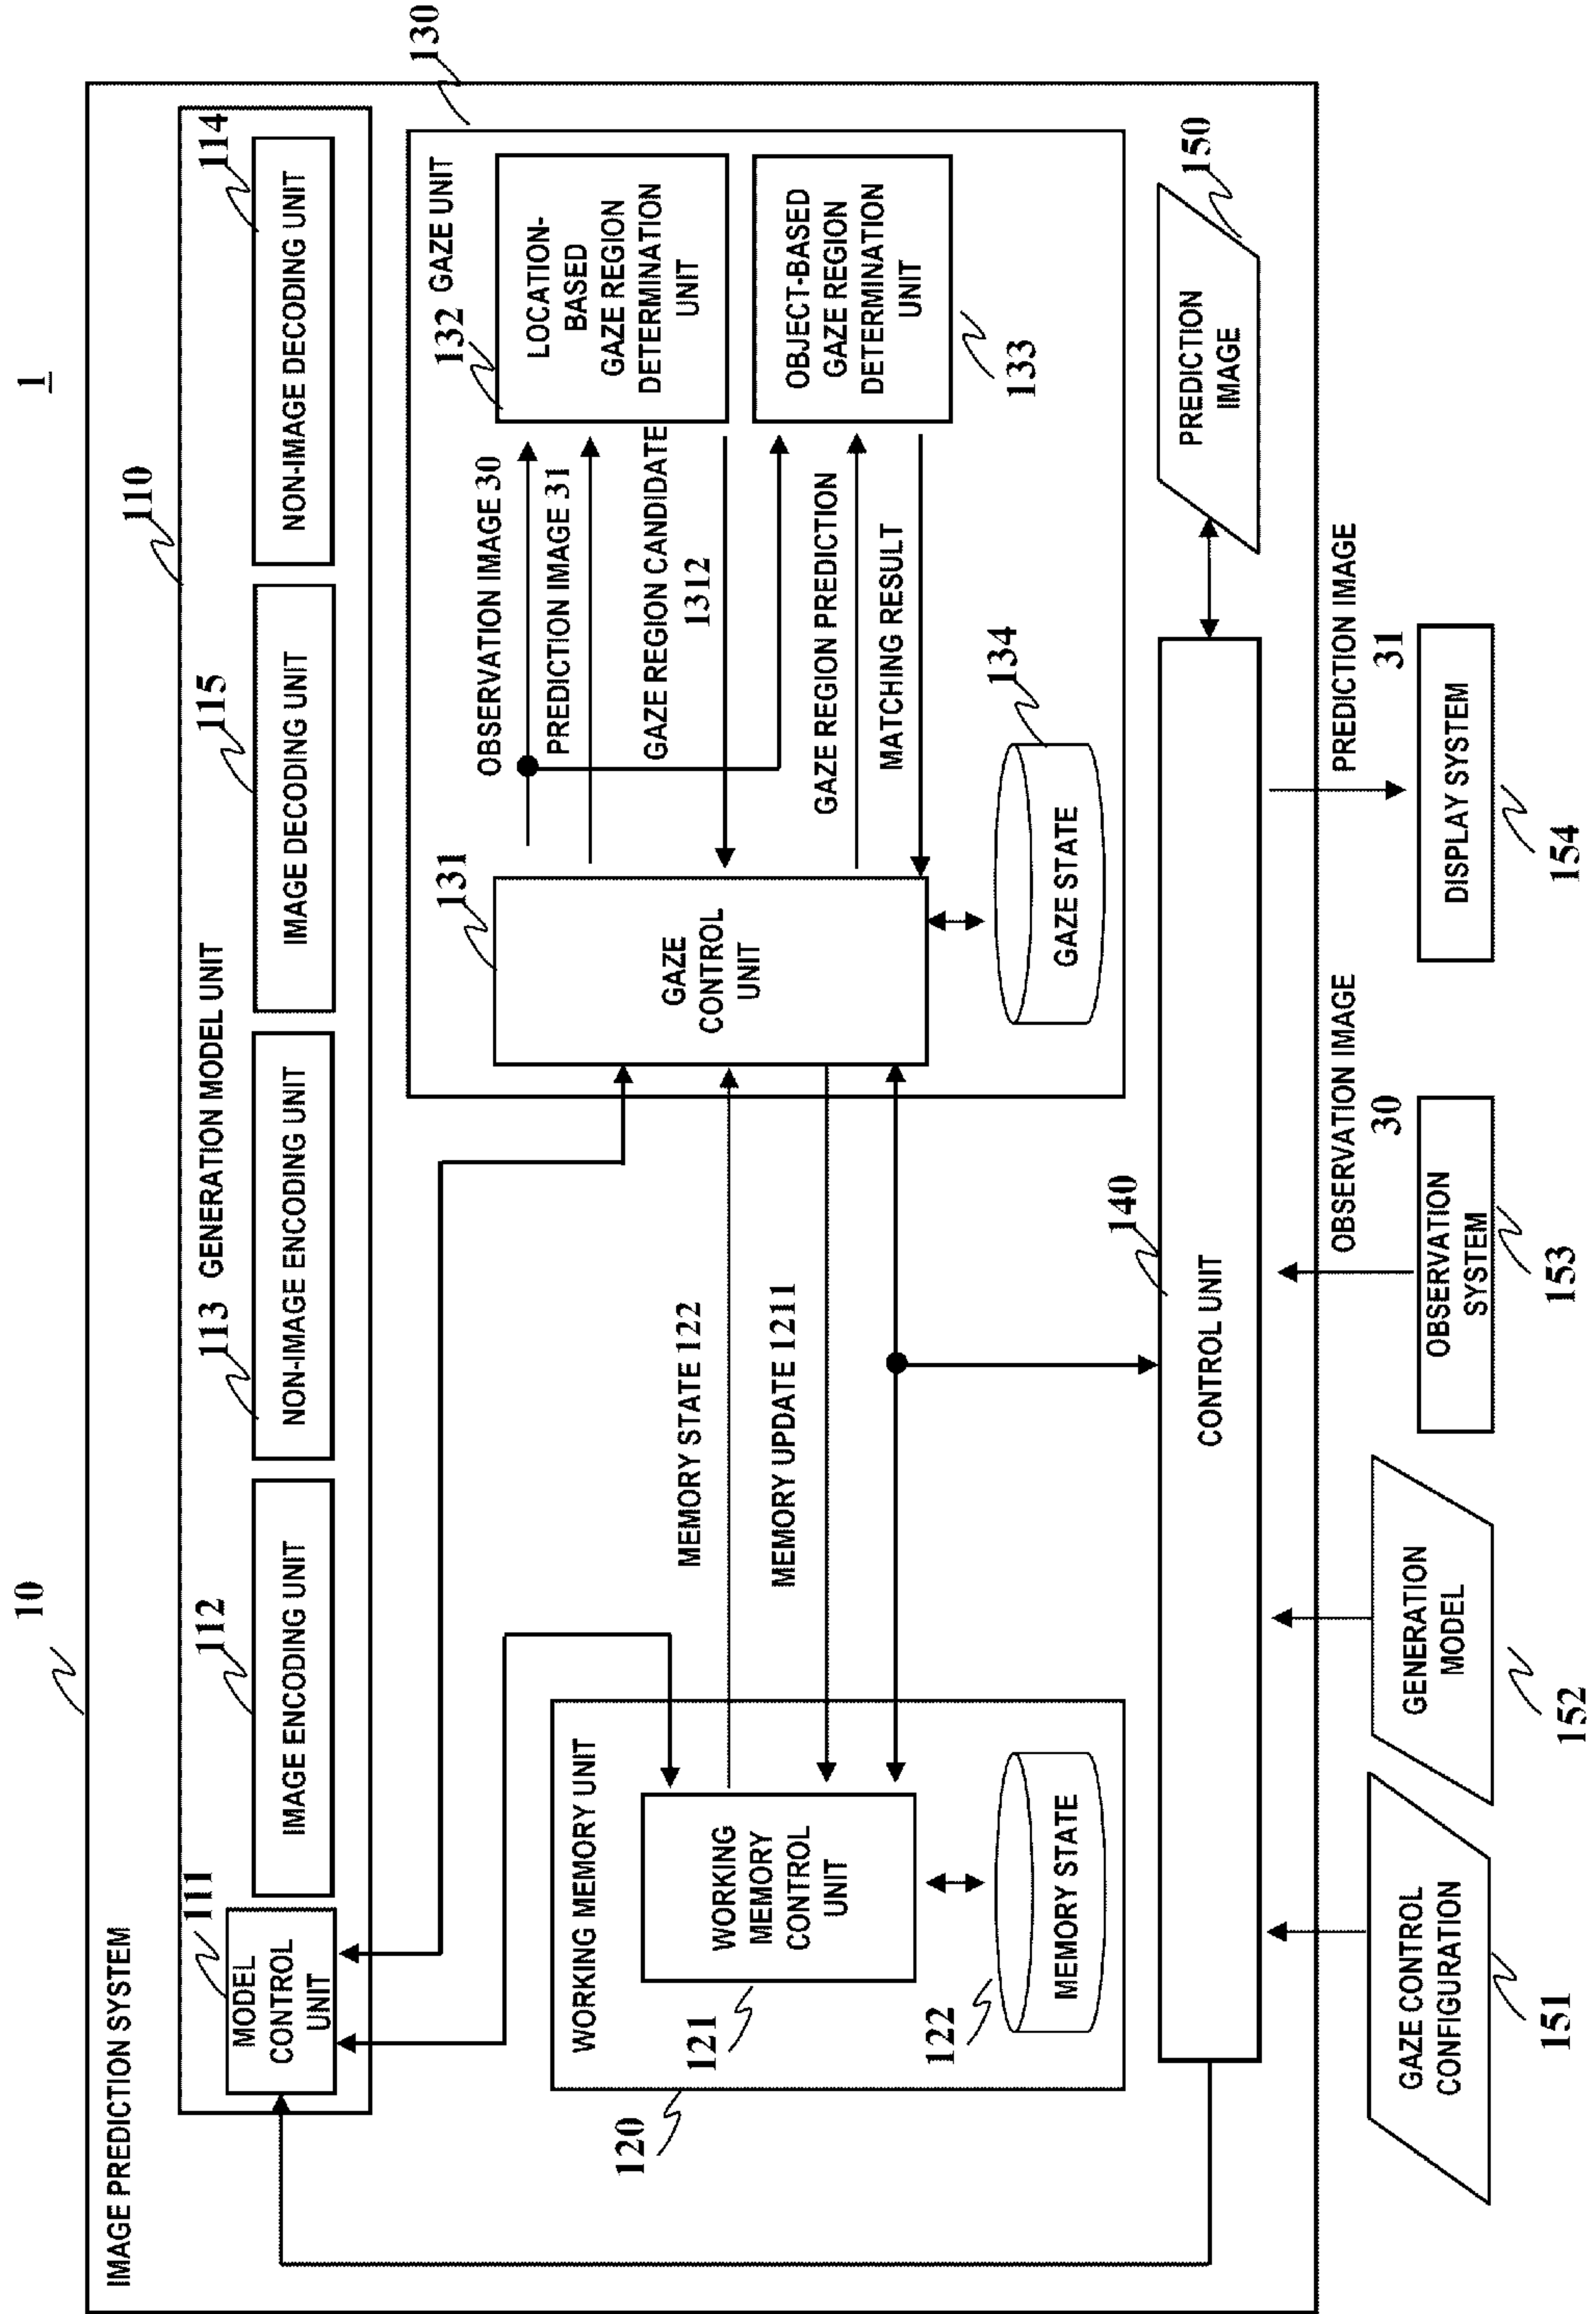 1
10
IMAGE PREDICTION SYSTEM
110
GENERATION MODEL UNIT
111
MODEL
CONTROL
UNIT
112
IMAGE ENCODING UNIT
113
NON-IMAGE ENCODING UNIT
115
IMAGE DECODING UNIT
114
NON-IMAGE DECODING UNIT
130
GAZE UNIT
131
GAZE
CONTROL
UNIT
OBSERVATION IMAGE 30
PREDICTION IMAGE 31
GAZE REGION CANDIDATE
1312
GAZE REGION PREDICTION
MATCHING RESULT
132
LOCATION-
BASED
GAZE REGION
DETERMINATION
UNIT
OBJECT-BASED
GAZE REGION
DETERMINATION
UNIT
133
134
GAZE STATE
MEMORY STATE 122
MEMORY UPDATE 1211
120
WORKING MEMORY UNIT
WORKING
MEMORY
CONTROL
UNIT
121
122
MEMORY STATE
140
CONTROL UNIT
150
PREDICTION
IMAGE
GAZE CONTROL
CONFIGURATION
151
GENERATION
MODEL
152
OBSERVATION IMAGE
30
OBSERVATION
SYSTEM
153
PREDICTION IMAGE
31
DISPLAY SYSTEM
154